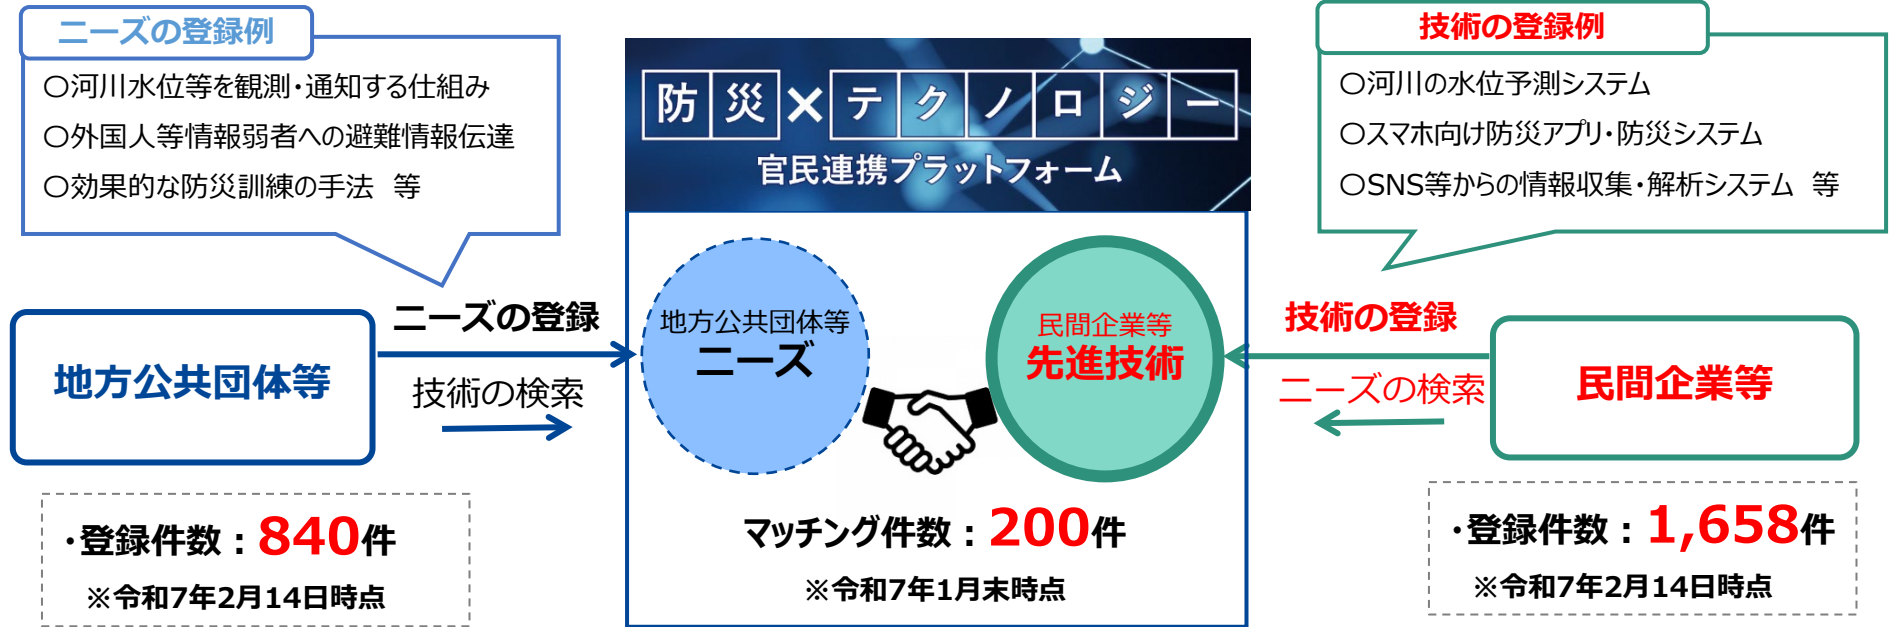 ニーズの登録例
〇河川水位等を観測・通知する仕組み
〇外国人等情報弱者への避難情報伝達
〇効果的な防災訓練の手法　等
防災×テクノロジー
官民連携プラットフォーム
技術の登録例
〇河川の水位予測システム
〇スマホ向け防災アプリ・防災システム
〇SNS等からの情報収集・解析システム　等
地方公共団体等
ニーズの登録
技術の検索
地方公共団体等
ニーズ
民間企業等
先進技術
技術の登録
ニーズの検索
民間企業等
・登録件数：840件
※令和7年2月14日時点
マッチング件数：200件
※令和7年1月末時点
・登録件数：1,658件
※令和7年2月14日時点